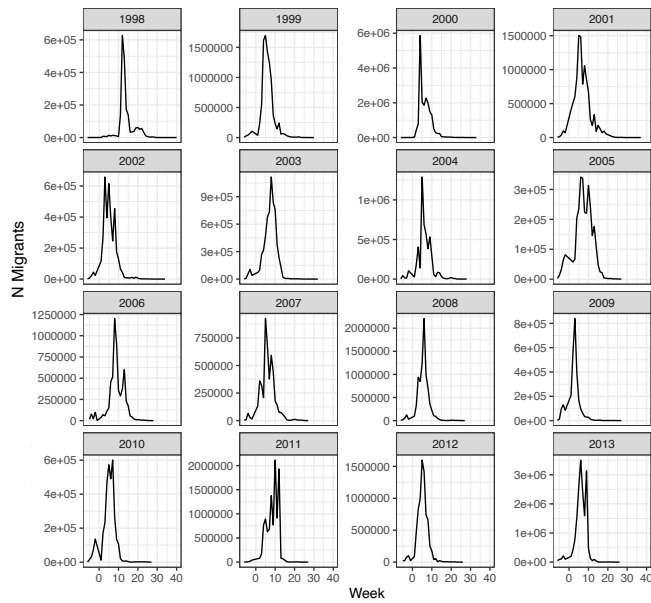 1998 1999 2000 2001
6e+05 4e+05 2e+05 0e+00
1500000 1000000 500000 0
6e+06 4e+06 2e+06 0e+00
1500000 1000000 500000 0
2002 2003 2004 2005
6e+05 4e+05 2e+05 0e+00
9e+05 6e+05 3e+05 0e+00
1e+06 5e+05 0e+00
3e+05 2e+05 1e+05 0e+00
N Migrants
2006 2007 2008 2009
1250000 1000000 750000 500000 250000 0
750000 500000 250000 0
2000000 1500000 1000000 500000 0
8e+05 6e+05 4e+05 2e+05 0e+00
2010 2011 2012 2013
6e+05 4e+05 2e+05 0e+00
2000000 1500000 1000000 500000 0
1500000 1000000 500000 0
3e+06 2e+06 1e+06 0e+00
0 10 20 30 40 0 10 20 30 40 0 10 20 30 40 0 10 20 30 40
Week